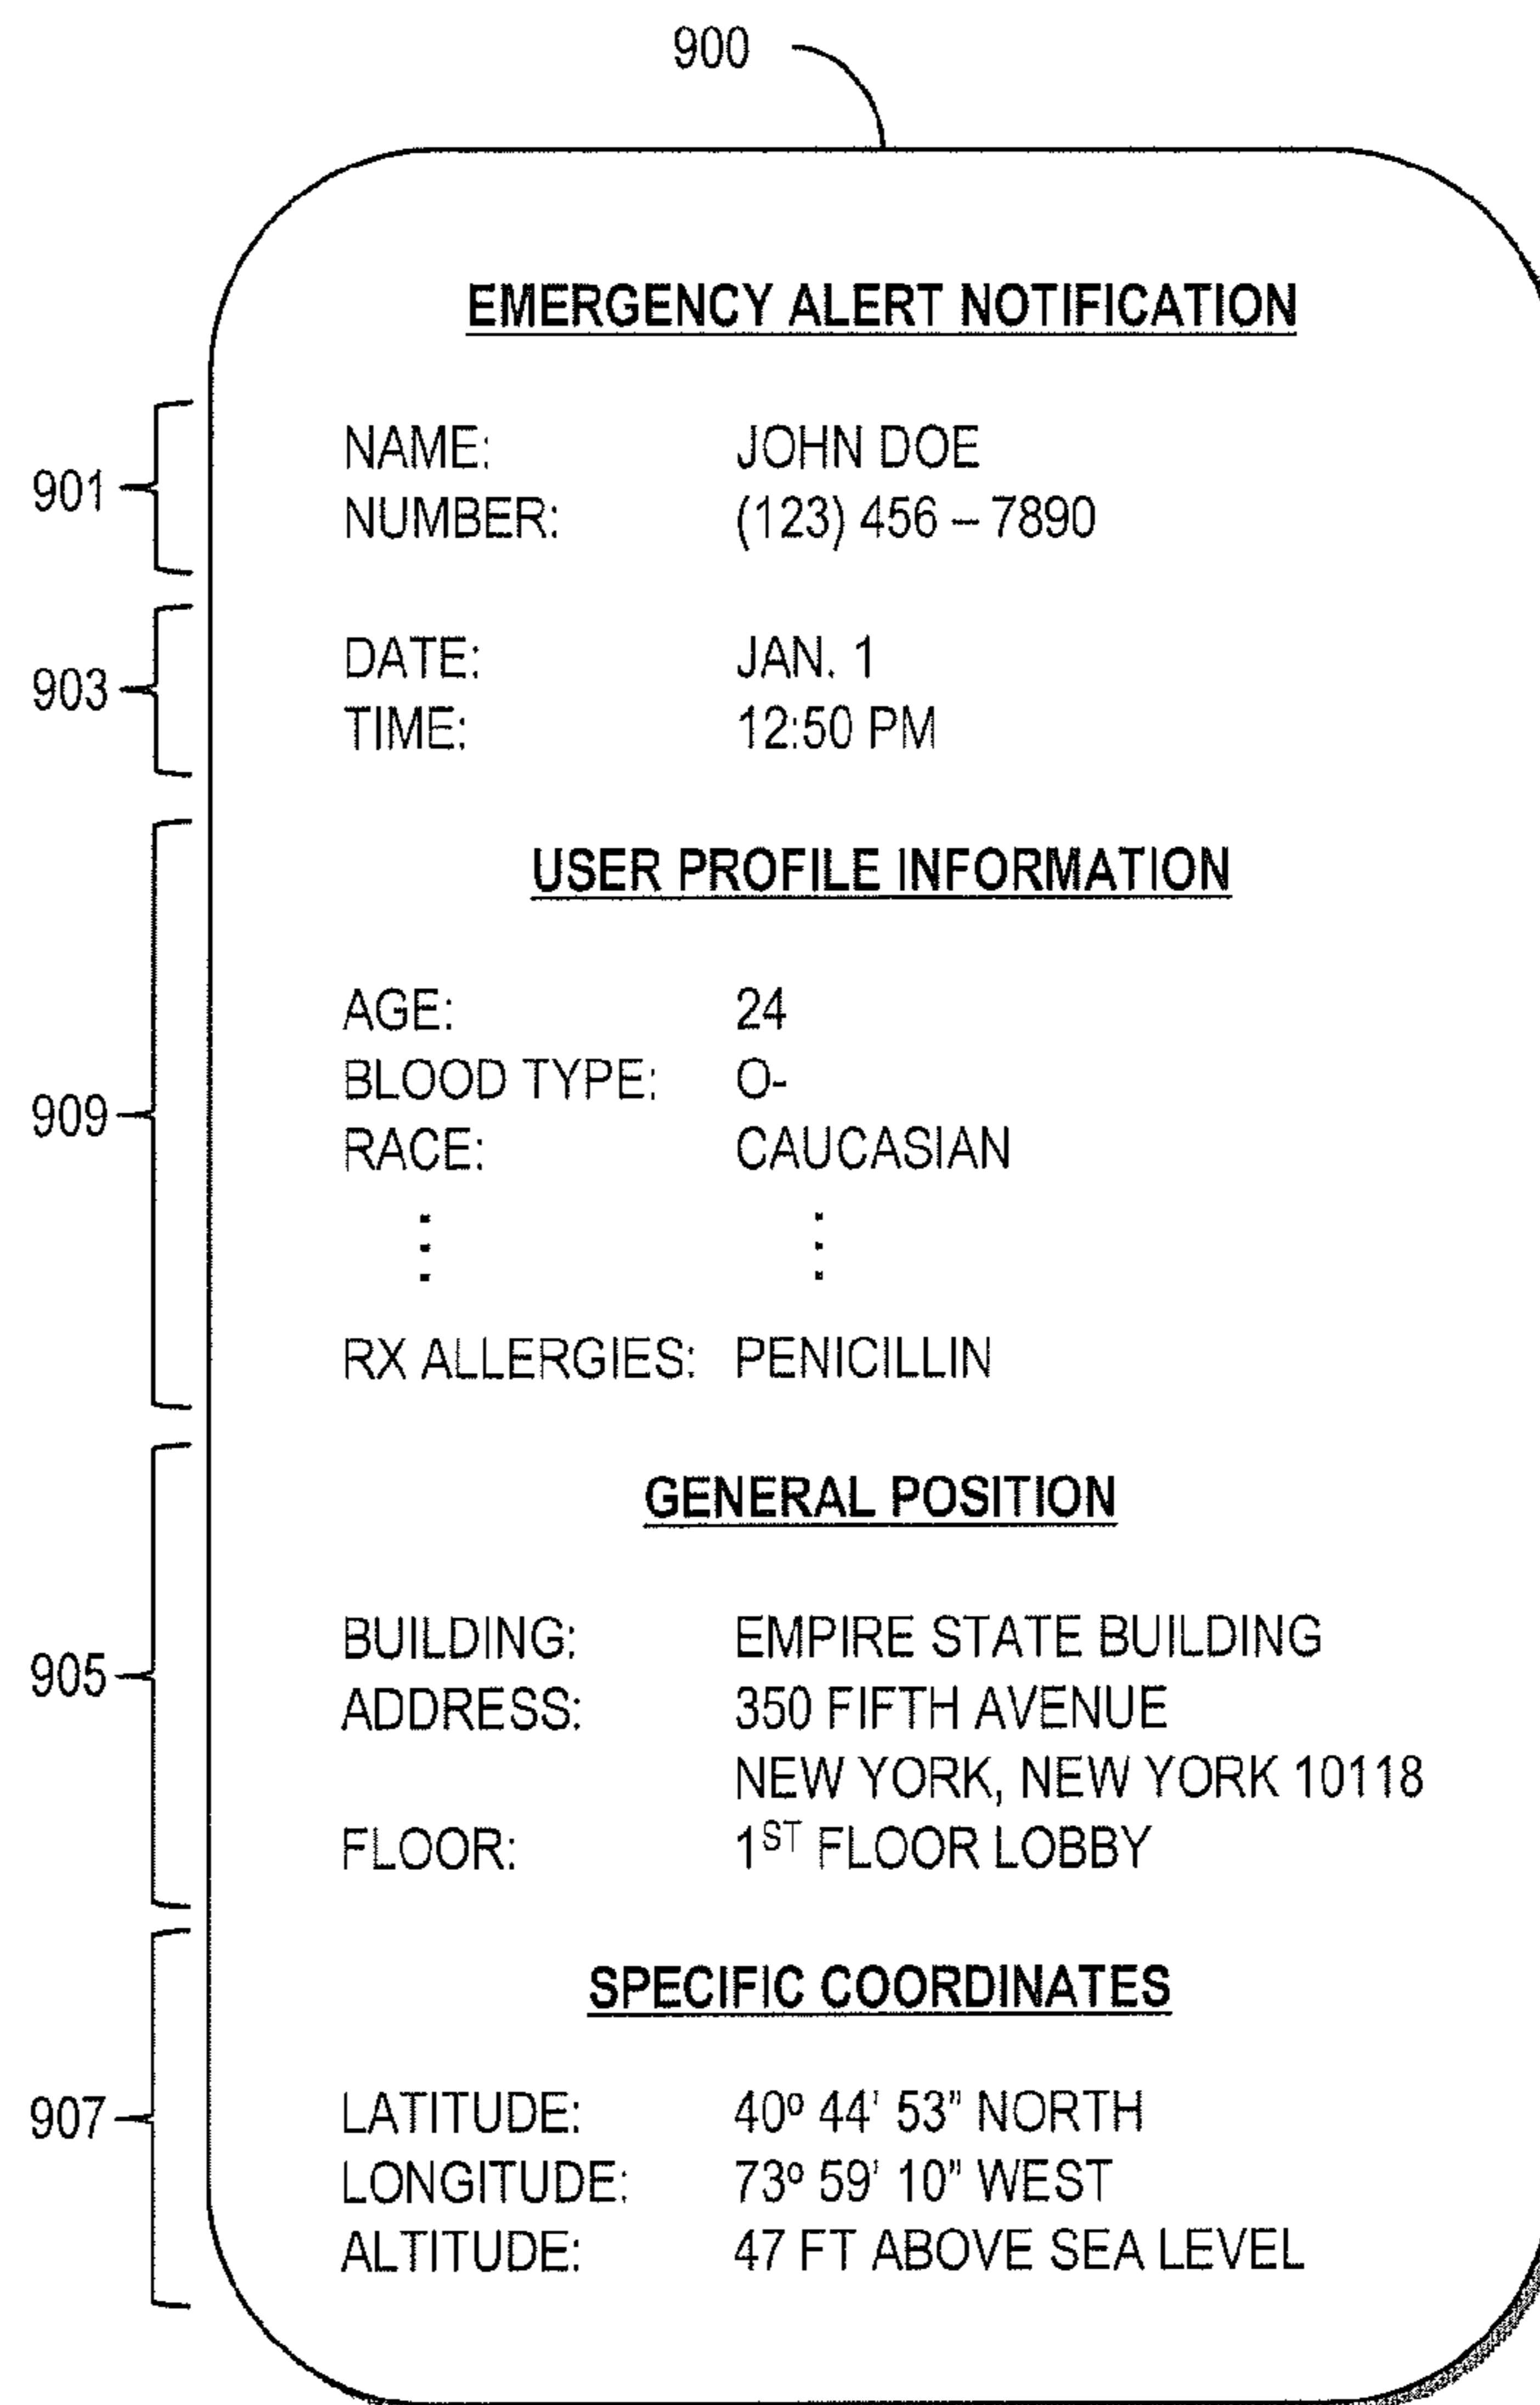 900
EMERGENCY ALERT NOTIFICATION
901
NAME: JOHN DOE
NUMBER: (123) 456 – 7890
903
DATE: JAN. 1
TIME: 12:50 PM
909
USER PROFILE INFORMATION
AGE: 24
BLOOD TYPE: O-
RACE: CAUCASIAN
RX ALLERGIES: PENICILLIN
905
GENERAL POSITION
BUILDING: EMPIRE STATE BUILDING
ADDRESS: 350 FIFTH AVENUE
NEW YORK, NEW YORK 10118
FLOOR: 1ST FLOOR LOBBY
907
SPECIFIC COORDINATES
LATITUDE: 40º 44' 53" NORTH
LONGITUDE: 73º 59' 10" WEST
ALTITUDE: 47 FT ABOVE SEA LEVEL